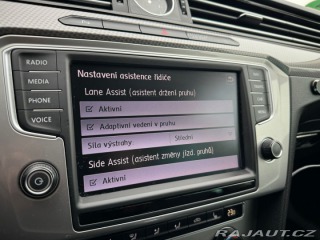 RADIO
MEDIA
PHONE
VOICE
Nastavení asistence řidiče
Lane Assist (asistent držení pruhu)
Aktivní
Adaptivní vedení v pruhu
Síla výstrahy
Střední
Side Assist (asistent změny jízd. pruhů)
Aktivní
RAJAUT.CZ